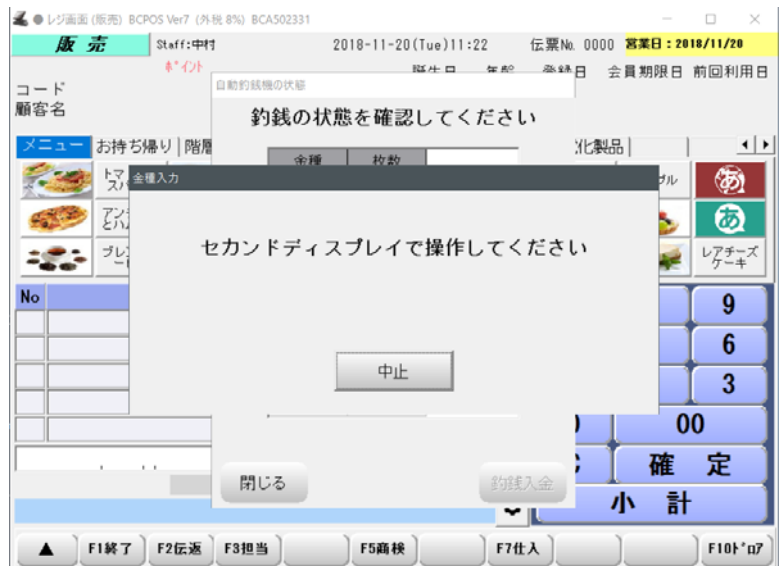 レジ画面 (販売) BCPOS Ver7 (外税 8%) BCA502331
販 売 Staff:中村 2018-11-20(Tue)11:22 伝票No. 0000 営業日:2018/11/20
ポイント
会員期限日 前回利用日
コード
顧客名
自動釣銭機の状態
釣銭の状態を確認してください
金種 枚数
メニュー お持ち帰り 階層
金種入力
セカンドディスプレイで操作してください
中止
レアチーズケーキ
No
9
6
3
00
確 定
小 計
閉じる 釣銭入金
▲ F1終了 F2伝返 F3担当 F5商検 F7仕入 F10ドロア